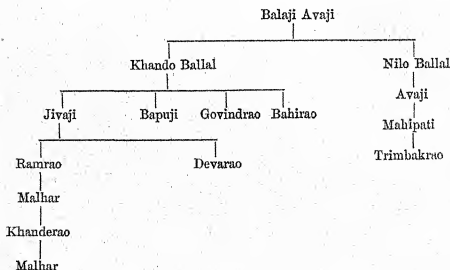 Balaji Avaji
Khando Ballal Nilo Ballal
Jivaji Bapuji Govindrao Bahirao Avaji
Mahipati
Ramrao Devarao Trimbakrao
Malhar
Khanderao
Malhar